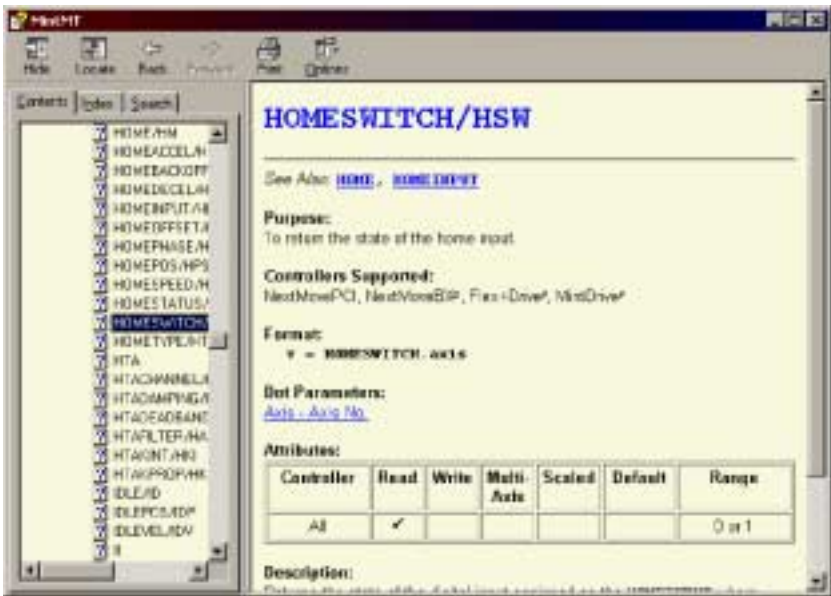 MintMT
Hide Locate Back Forward Print Options
Contents Index Search
HOME/HM
HOMEACCEL/H
HOMEBACKOFF
HOMEDECEL/H
HOMEINPUT/HI
HOMEOFFSET/
HOMEPHASE/H
HOMEPOS/HPS
HOMESPEED/H
HOMESTATUS/
HOMESWITCH/
HOMETYPE/HT
HTA
HTACHANNEL/
HTADAMPING/
HTADEADBAND
HTAFILTER/HA
HTAKINT/HKI
HTAKPROP/HK
IDLE/ID
IDLEPOS/IDP
IDLEVEL/IDV
HOMESWITCH/HSW
See Also: HOME, HOMEINPUT
Purpose:
To return the state of the home input.
Controllers Supported:
NextMovePCI, NextMoveBX#, Flex+Drive#, MintDrive#
Format:
v = HOMESWITCH.axis
Dot Parameters:
Axis - Axis No.
Attributes:
Controller Read Write Multi-Axis Scaled Default Range
All ✔ 0 or 1
Description: